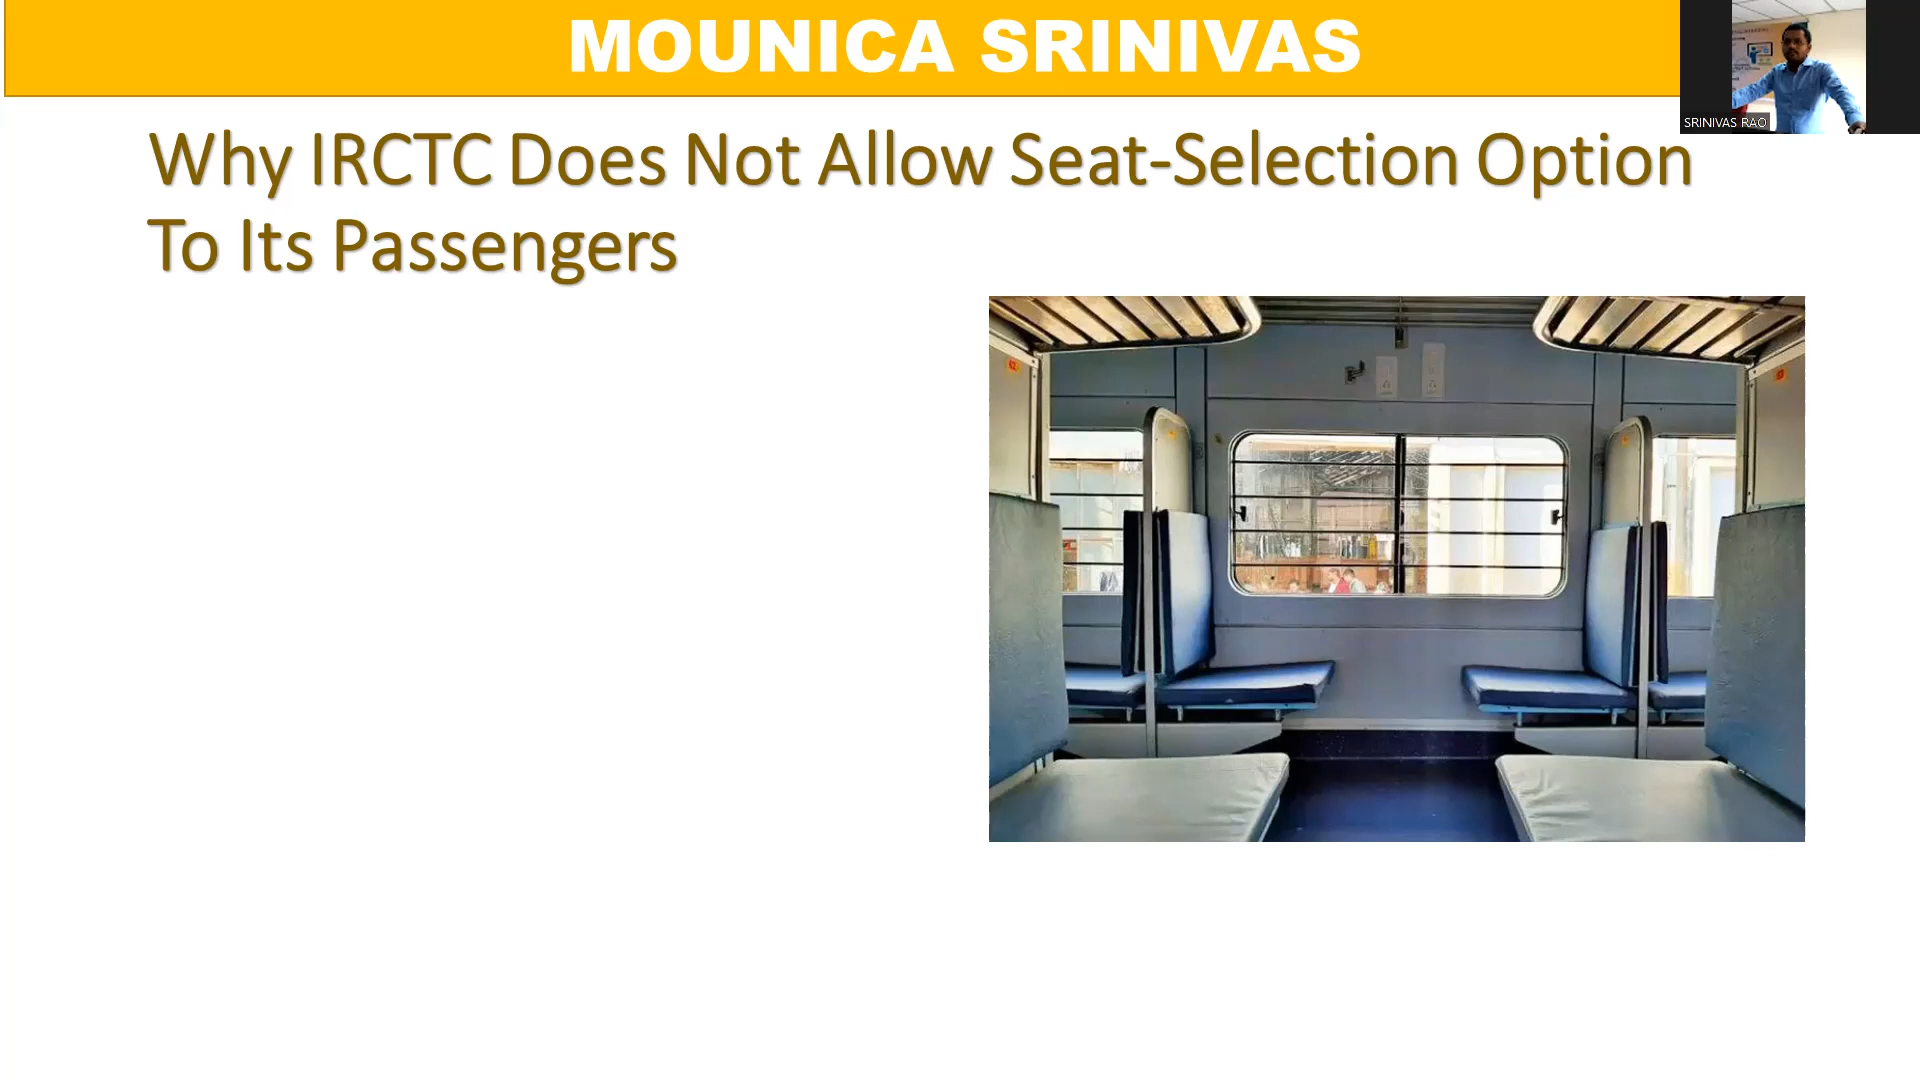 MOUNICA SRINIVAS
SRINIVAS RAO
Why IRCTC Does Not Allow Seat-Selection Option
To Its Passengers